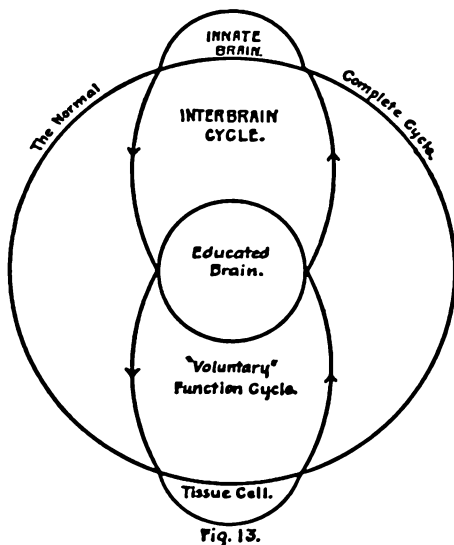 INNATE
BRAIN.
The Normal
Complete Cycle.
INTERBRAIN
CYCLE.
Educated
Brain.
"Voluntary"
Function Cycle.
Tissue Cell.
Fig. 13.